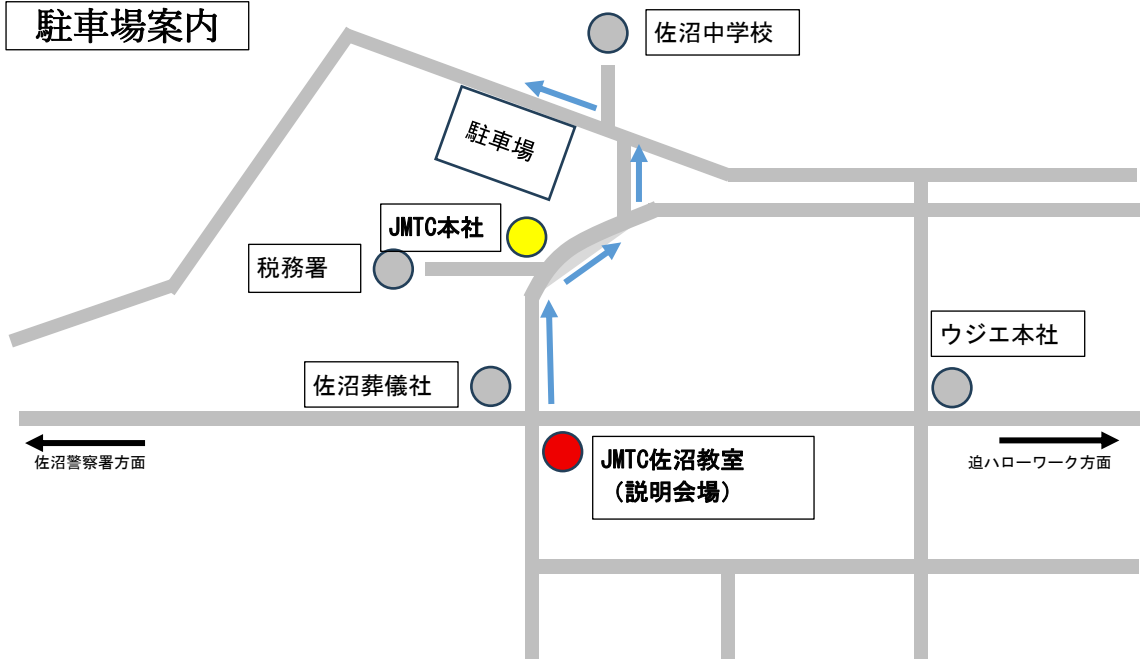 駐車場案内
佐沼中学校
駐車場
JMTC本社
税務署
ウジエ本社
佐沼葬儀社
佐沼警察署方面
JMTC佐沼教室
（説明会場）
迫ハローワーク方面